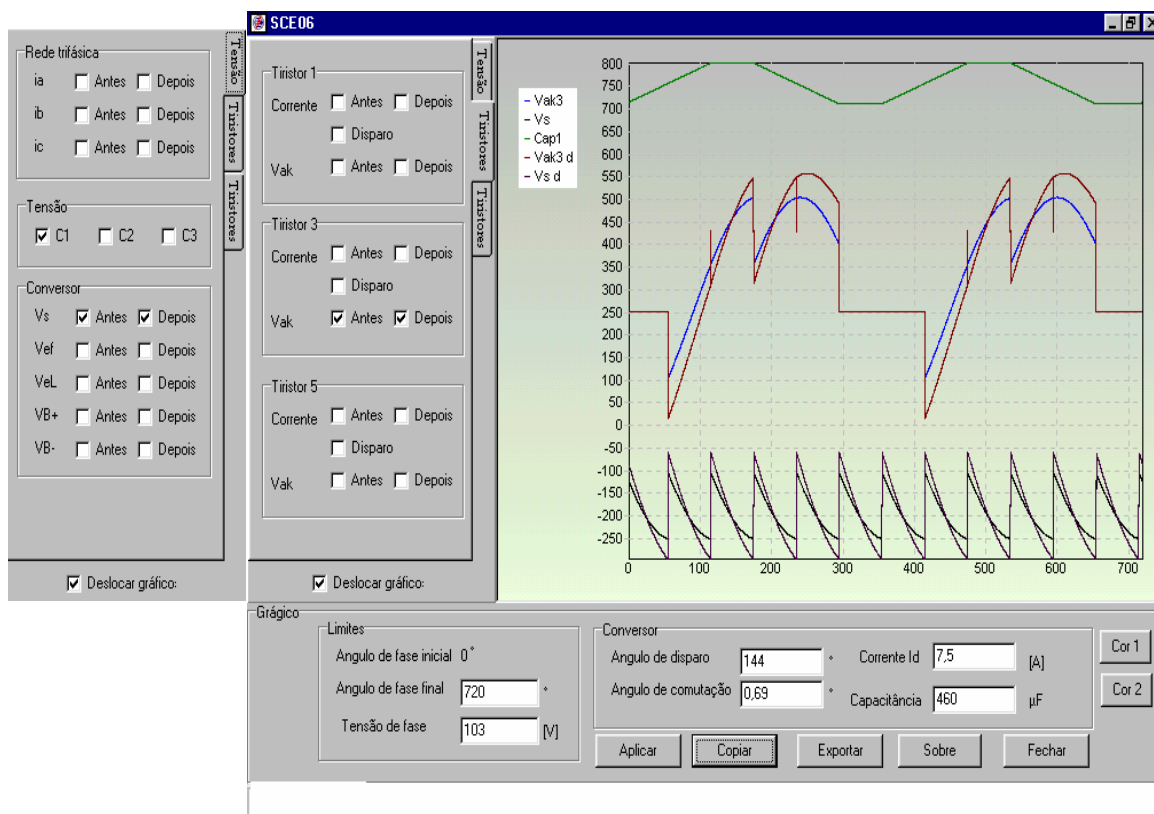 SCE06
Rede trifásica
ia Antes Depois
ib Antes Depois
ic Antes Depois
Tensão
C1 C2 C3
Conversor
Vs Antes Depois
Vef Antes Depois
VeL Antes Depois
VB+ Antes Depois
VB- Antes Depois
Deslocar gráfico:
Tensão
Tiristores
Tiristores
Tiristor 1
Corrente Antes Depois
Disparo
Vak Antes Depois
Tiristor 3
Corrente Antes Depois
Disparo
Vak Antes Depois
Tiristor 5
Corrente Antes Depois
Disparo
Vak Antes Depois
Deslocar gráfico:
Tensão
Tiristores
Tiristores
Vak3
Vs
Cap1
Vak3 d
Vs d
800
750
700
650
600
550
500
450
400
350
300
250
200
150
100
50
0
-50
-100
-150
-200
-250
0 100 200 300 400 500 600 700
Grágico
Limites
Angulo de fase inicial 0°
Angulo de fase final 720 °
Tensão de fase 103 [V]
Conversor
Angulo de disparo 144 °
Corrente Id 7,5 [A]
Angulo de comutação 0,69 °
Capacitância 460 µF
Cor 1
Cor 2
Aplicar Copiar Exportar Sobre Fechar